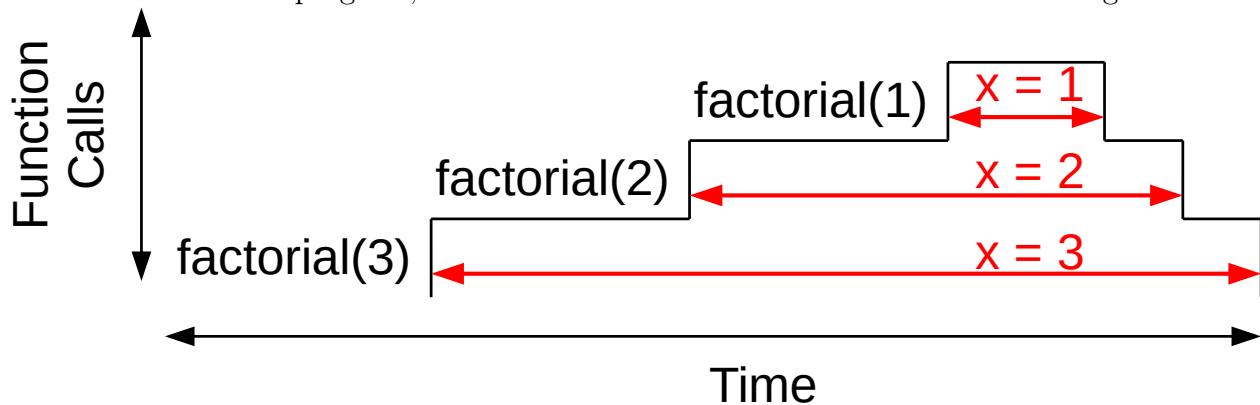 Function
Calls
factorial(1)
x = 1
factorial(2)
x = 2
factorial(3)
x = 3
Time